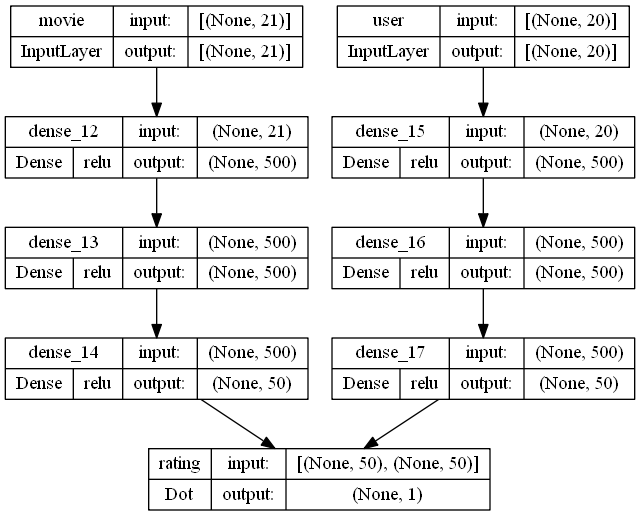 movie input: [(None, 21)]
InputLayer output: [(None, 21)]
user input: [(None, 20)]
InputLayer output: [(None, 20)]
dense_12 input: (None, 21)
Dense relu output: (None, 500)
dense_15 input: (None, 20)
Dense relu output: (None, 500)
dense_13 input: (None, 500)
Dense relu output: (None, 500)
dense_16 input: (None, 500)
Dense relu output: (None, 500)
dense_14 input: (None, 500)
Dense relu output: (None, 50)
dense_17 input: (None, 500)
Dense relu output: (None, 50)
rating input: [(None, 50), (None, 50)]
Dot output: (None, 1)